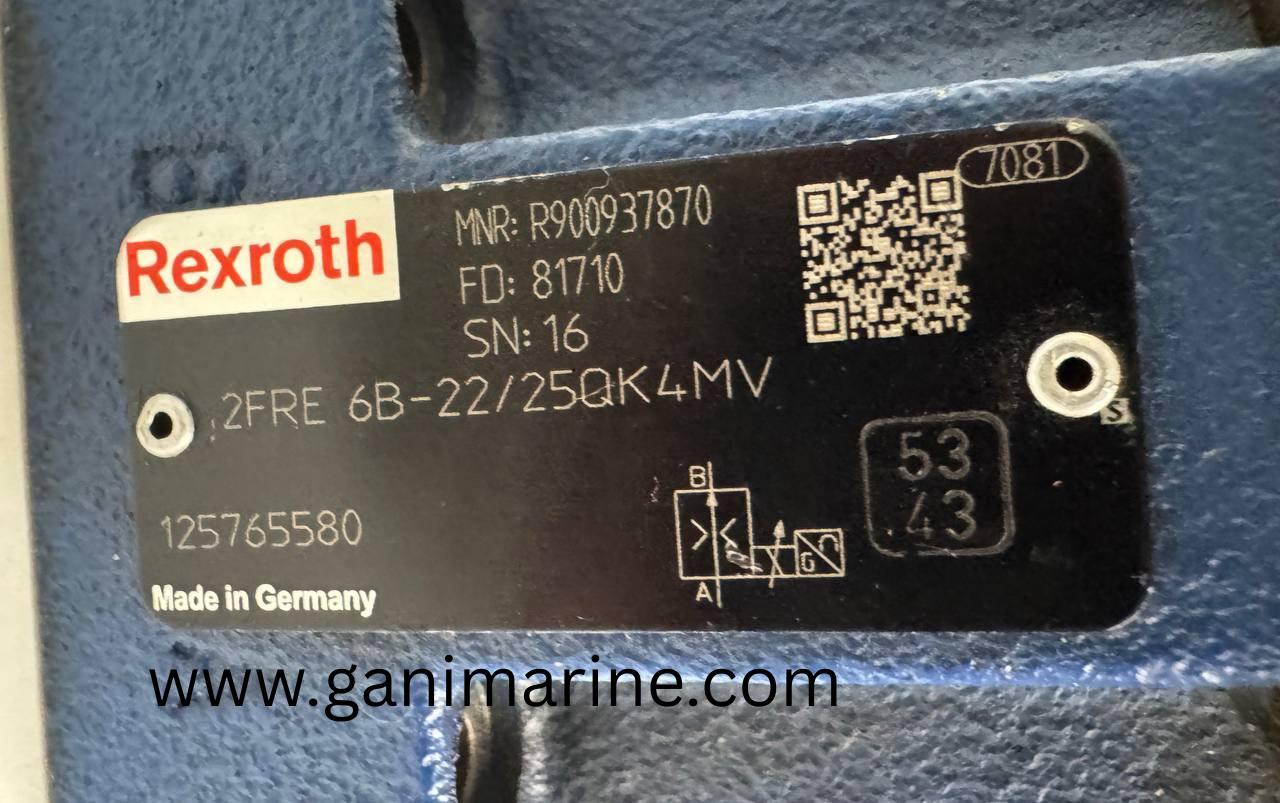 B
Rexroth
MNR: R900937870
FD: 81710
SN: 16
7081
2FRE 6B-22/25QK4MV
S
53
43
125765580
B
A
G
Made in Germany
www.ganimarine.com